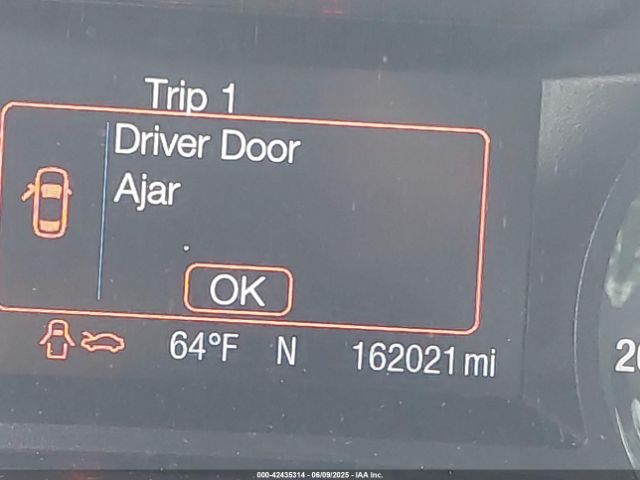 Trip 1
Driver Door
Ajar
OK
64°F N 162021 mi
000-42435314 - 06/09/2025 - IAA Inc.